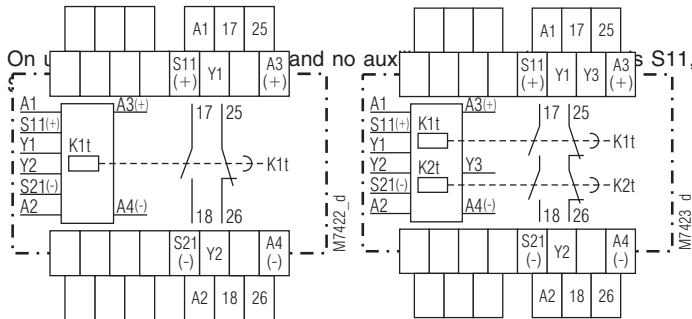 A1 17 25 A1 17 25
On and no S11,
S11 (+) Y1 A3 (+) S11 (+) Y1 Y3 A3 (+)
A1 A3(+) 17 25 A1 A3(+) 17 25
S11(+) S11(+) K1t K1t
Y1 K1t K1t Y1
Y2 Y2 K2t Y3 K2t
S21(-) S21(-)
A2 A4(-) 18 26 A2 A4(-) 18 26
M7422_d M7423_d
S21 (-) Y2 A4 (-) S21 (-) Y2 A4 (-)
A2 18 26 A2 18 26